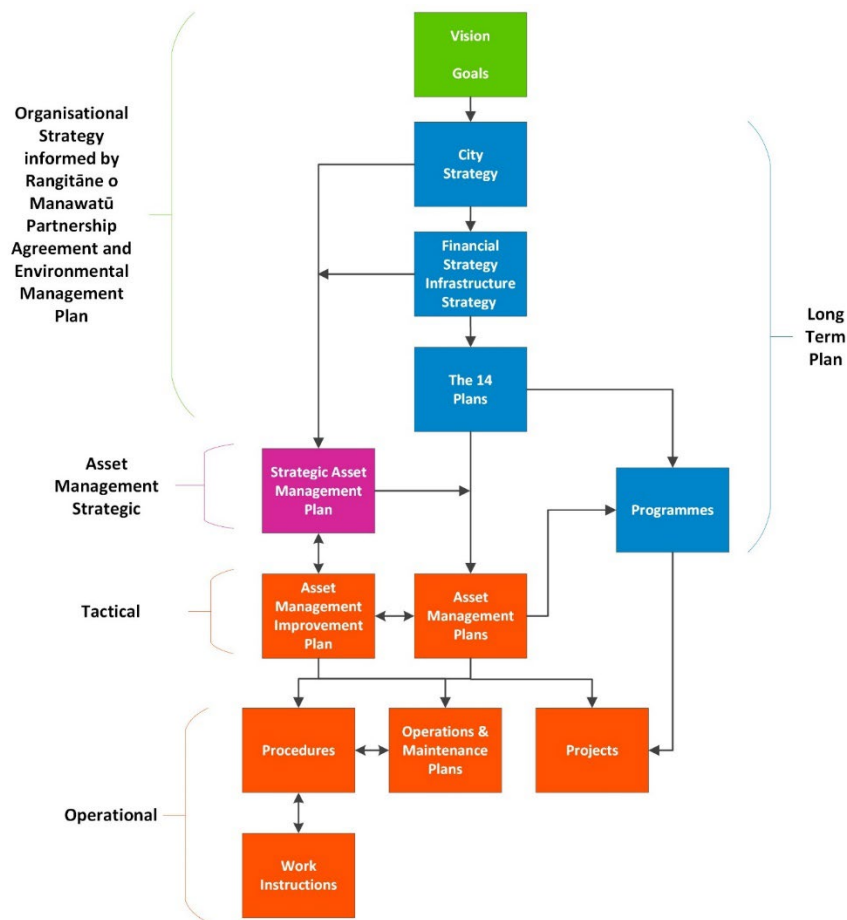 Vision
Goals
Organisational
Strategy
informed by
Rangitāne o
Manawatū
Partnership
Agreement and
Environmental
Management
Plan
City
Strategy
Financial
Strategy
Infrastructure
Strategy
Long
Term
Plan
The 14
Plans
Asset
Management
Strategic
Strategic Asset
Management
Plan
Programmes
Tactical
Asset
Management
Improvement
Plan
Asset
Management
Plans
Operational
Procedures
Operations &
Maintenance
Plans
Projects
Work
Instructions